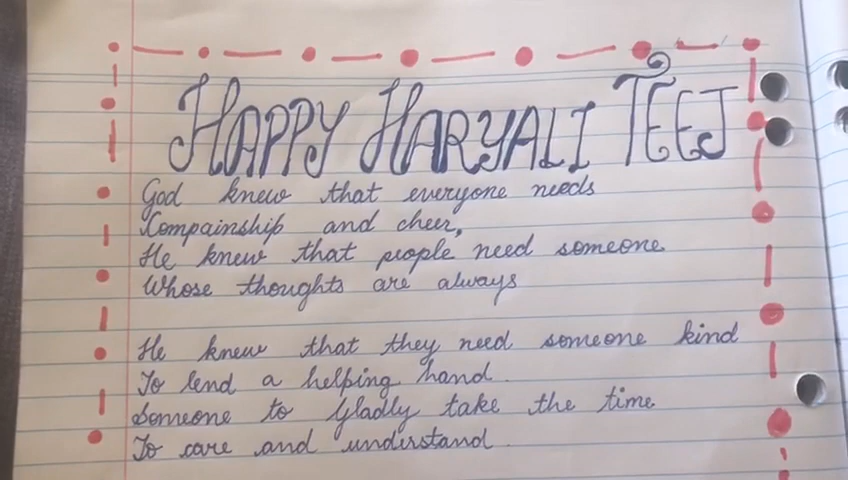 HAPPY HARYALI TEEJ
God knew that everyone needs
Compainship and cheer,
He knew that people need someone
Whose thoughts are always
He knew that they need someone kind
To lend a helping hand.
Someone to gladly take the time
To care and understand.